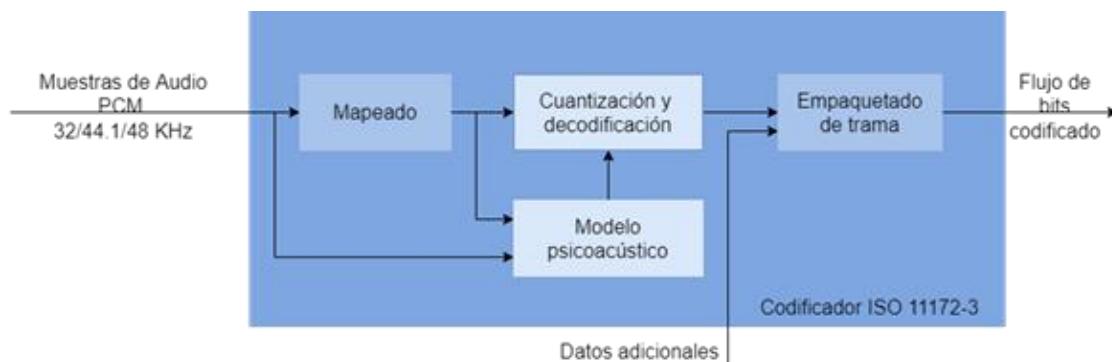 Muestras de Audio
PCM
32/44.1/48 KHz
Mapeado
Cuantización y
decodificación
Empaquetado
de trama
Flujo de
bits
codificado
Modelo
psicoacústico
Codificador ISO 11172-3
Datos adicionales